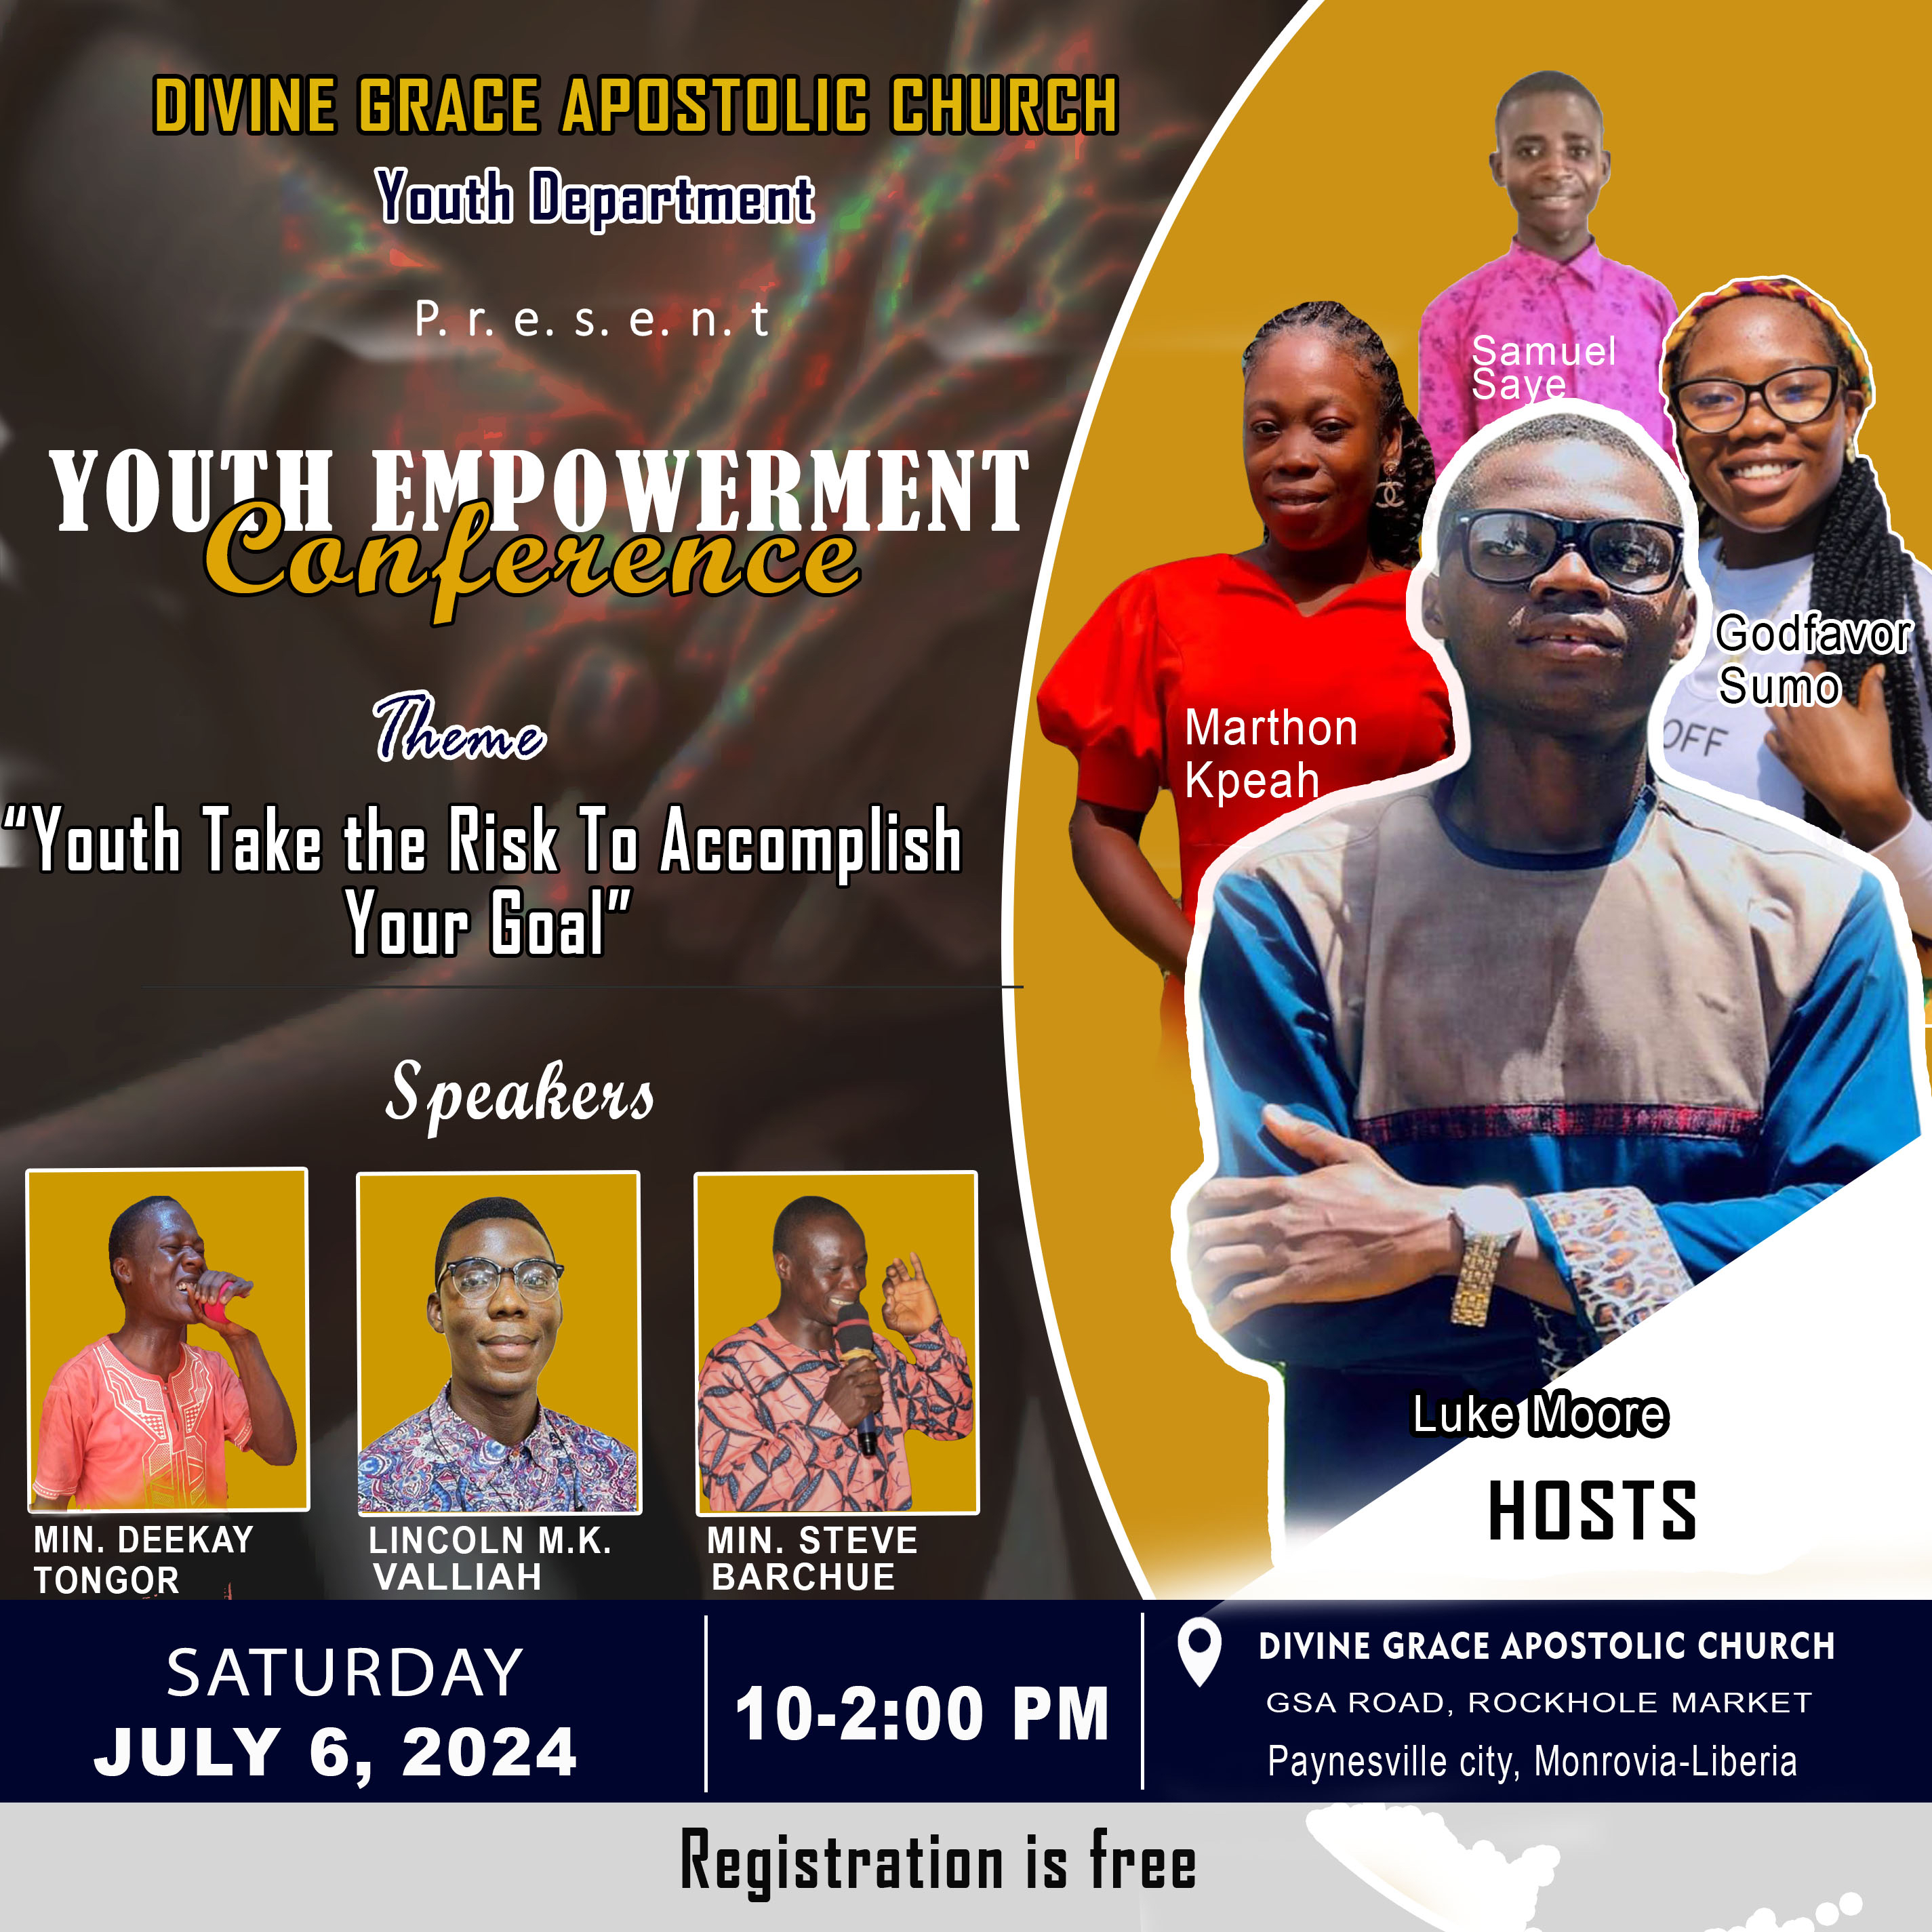 DIVINE GRACE APOSTOLIC CHURCH
Youth Department
P. r. e. s. e. n. t
YOUTH EMPOWERMENT
Conference
Theme
“Youth Take the Risk To Accomplish
Your Goal”
Speakers
MIN. DEEKAY
TONGOR
LINCOLN M.K.
VALLIAH
MIN. STEVE
BARCHUE
Samuel
Saye
Marthon
Kpeah
Godfavor
Sumo
OFF
Luke Moore
HOSTS
SATURDAY
JULY 6, 2024
10-2:00 PM
DIVINE GRACE APOSTOLIC CHURCH
GSA ROAD, ROCKHOLE MARKET
Paynesville city, Monrovia-Liberia
Registration is free